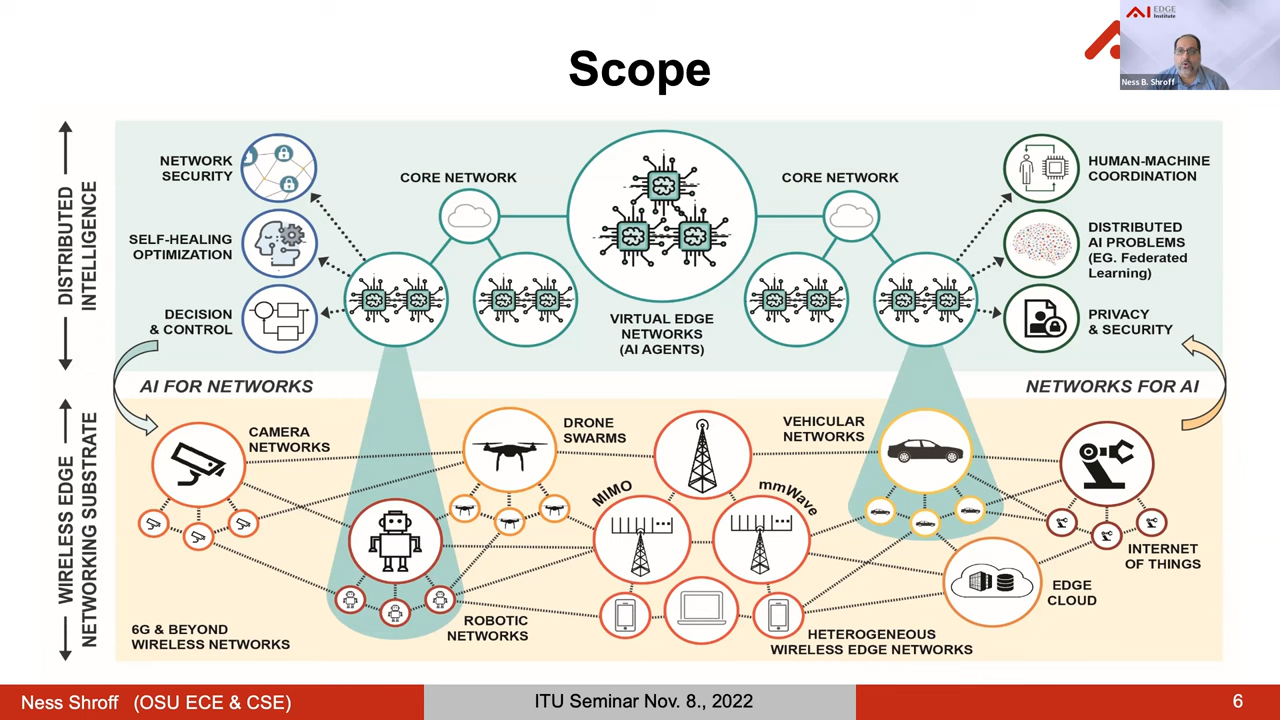 Scope
AI EDGE
Institute
Ness B. Shroff
DISTRIBUTED
INTELLIGENCE
NETWORK
SECURITY
SELF-HEALING
OPTIMIZATION
DECISION
& CONTROL
CORE NETWORK
VIRTUAL EDGE
NETWORKS
(AI AGENTS)
CORE NETWORK
HUMAN-MACHINE
COORDINATION
DISTRIBUTED
AI PROBLEMS
(EG. Federated
Learning)
PRIVACY
& SECURITY
AI FOR NETWORKS
NETWORKS FOR AI
WIRELESS EDGE
NETWORKING SUBSTRATE
CAMERA
NETWORKS
DRONE
SWARMS
VEHICULAR
NETWORKS
MIMO
mmWave
INTERNET
OF THINGS
EDGE
CLOUD
ROBOTIC
NETWORKS
6G & BEYOND
WIRELESS NETWORKS
HETEROGENEOUS
WIRELESS EDGE NETWORKS
Ness Shroff (OSU ECE & CSE)
ITU Seminar Nov. 8., 2022
6